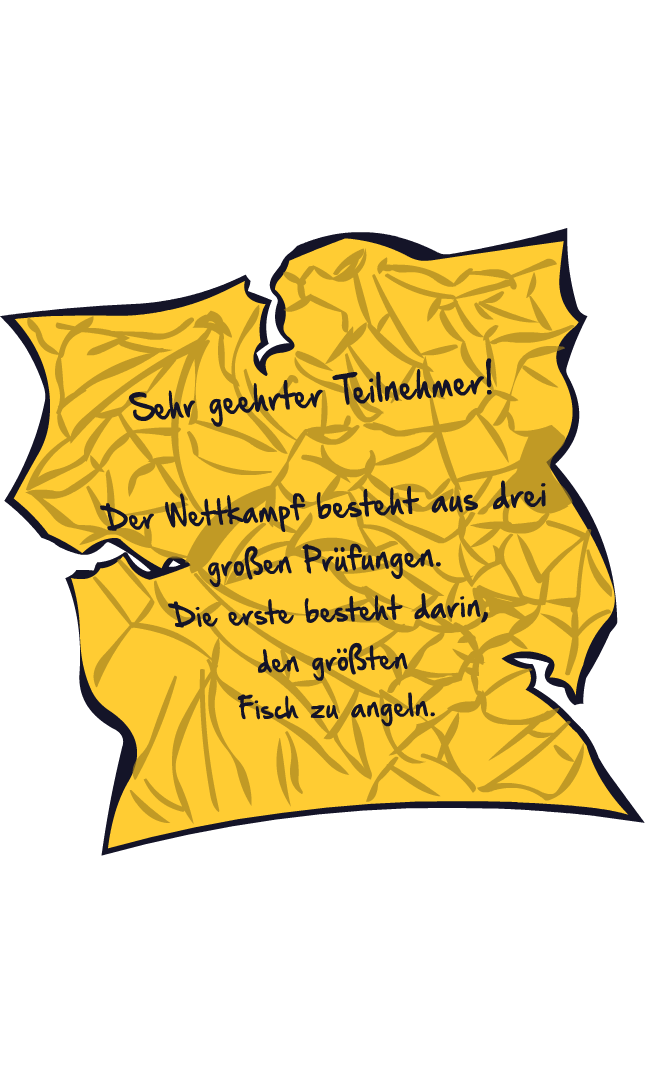 Sehr geehrter Teilnehmer!
Der Wettkampf besteht aus drei
großen Prüfungen.
Die erste besteht darin,
den größten
Fisch zu angeln.